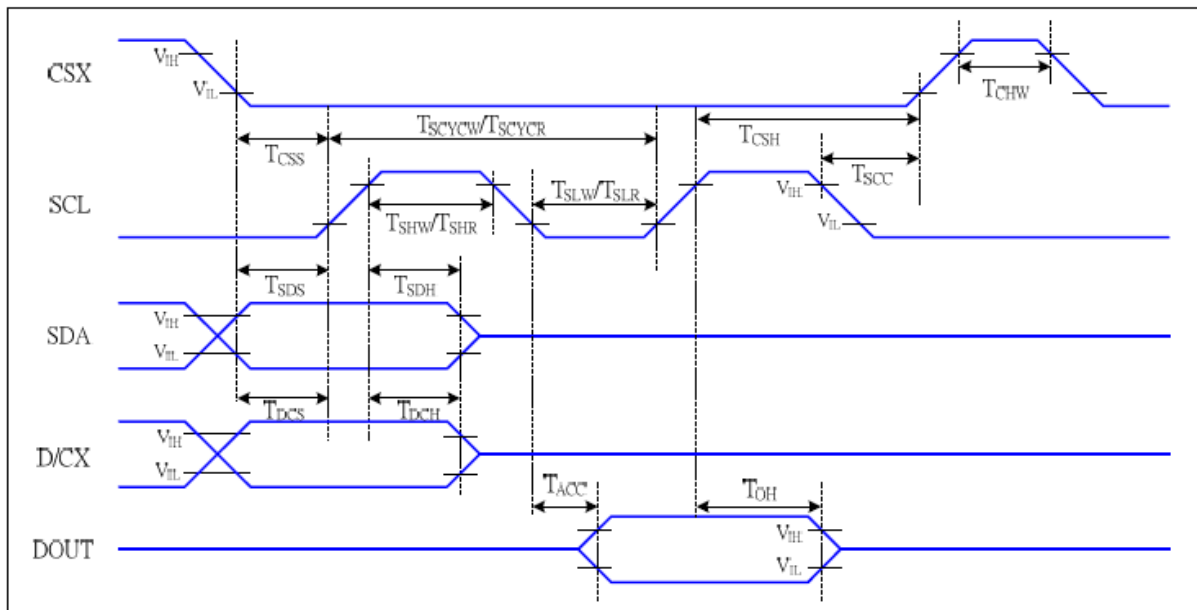 CSX
VIH
VIL
TCHW
TSCYCW/TSCYCR
TCSH
TCSS
TSCC
SCL
TSLW/TSLR
VIH
TSHW/TSHR
VIL
TSDS
TSDH
SDA
VIH
VIL
TDCS
TDCH
D/CX
VIH
VIL
TACC
TOH
DOUT
VIH
VIL